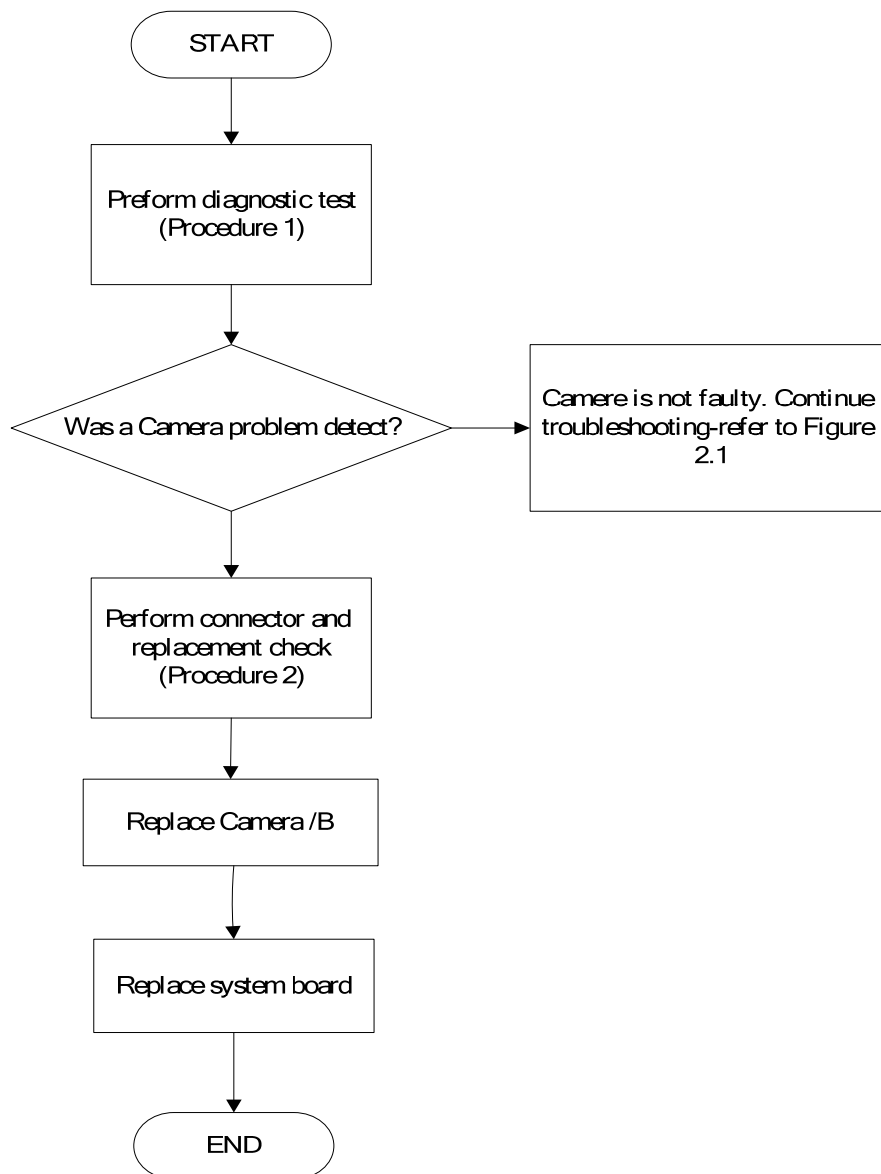 START
Preform diagnostic test
(Procedure 1)
Was a Camera problem detect?
Camere is not faulty. Continue
troubleshooting-refer to Figure
2.1
Perform connector and
replacement check
(Procedure 2)
Replace Camera /B
Replace system board
END